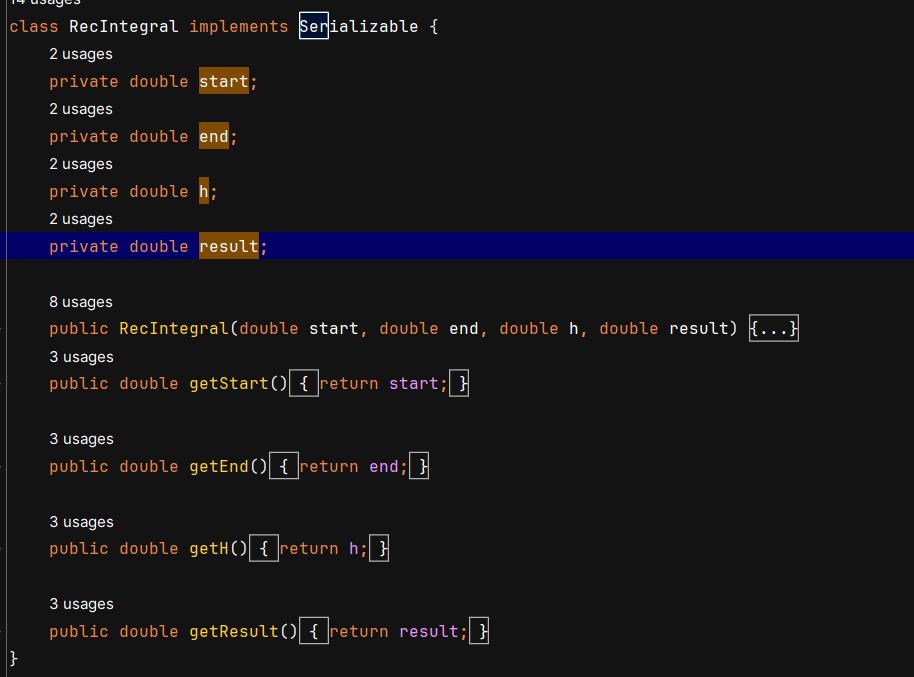 14 usages
class RecIntegral implements Serializable {
2 usages
private double start;
2 usages
private double end;
2 usages
private double h;
2 usages
private double result;
8 usages
public RecIntegral(double start, double end, double h, double result) {...}
3 usages
public double getStart() { return start; }
3 usages
public double getEnd() { return end; }
3 usages
public double getH() { return h; }
3 usages
public double getResult() { return result; }
}